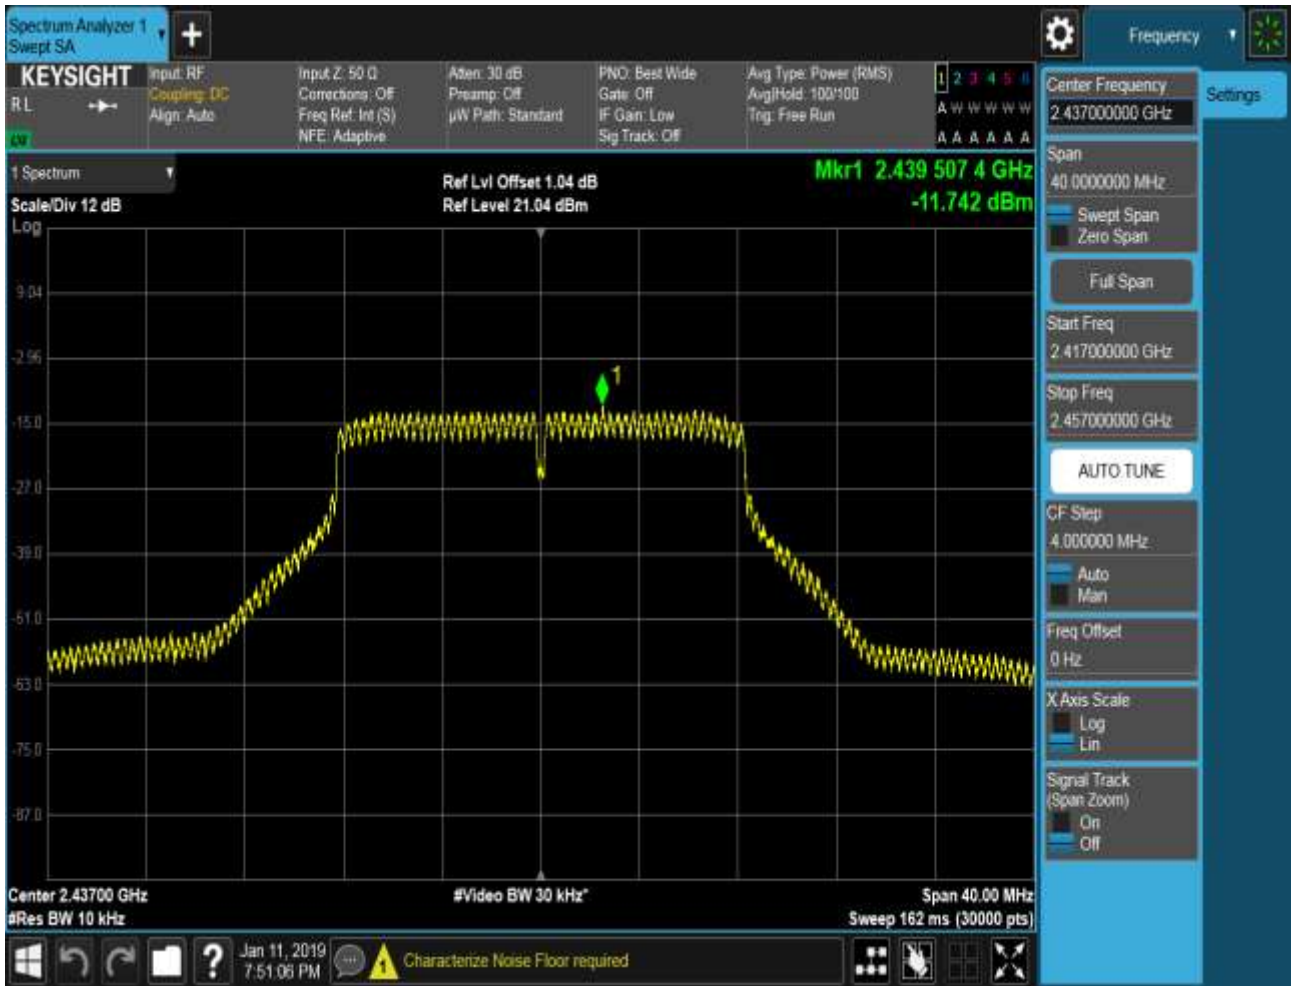 Spectrum Analyzer 1
Swept SA
+
Frequency
KEYSIGHT
R L
Input: RF
Coupling: DC
Align: Auto
Input Z: 50 Ω
Corrections: Off
Freq Ref: Int (S)
NFE: Adaptive
Atten: 30 dB
Preamp: Off
µW Path: Standard
PNO: Best Wide
Gate: Off
IF Gain: Low
Sig Track: Off
Avg Type: Power (RMS)
Avg|Hold: 100/100
Trig: Free Run
1 2 3 4 5 6
A W W W W W
A A A A A A
1 Spectrum
Scale/Div 12 dB
Log
Ref Lvl Offset 1.04 dB
Ref Level 21.04 dBm
Mkr1 2.439 507 4 GHz
-11.742 dBm
1
9.04
-2.96
-15.0
-27.0
-39.0
-51.0
-63.0
-75.0
-87.0
Center 2.43700 GHz
#Res BW 10 kHz
#Video BW 30 kHz*
Span 40.00 MHz
Sweep 162 ms (30000 pts)
Center Frequency
2.437000000 GHz
Settings
Span
40.0000000 MHz
Swept Span
Zero Span
Full Span
Start Freq
2.417000000 GHz
Stop Freq
2.457000000 GHz
AUTO TUNE
CF Step
4.000000 MHz
Auto
Man
Freq Offset
0 Hz
X Axis Scale
Log
Lin
Signal Track
(Span Zoom)
On
Off
?
Jan 11, 2019
7:51:06 PM
1
Characterize Noise Floor required